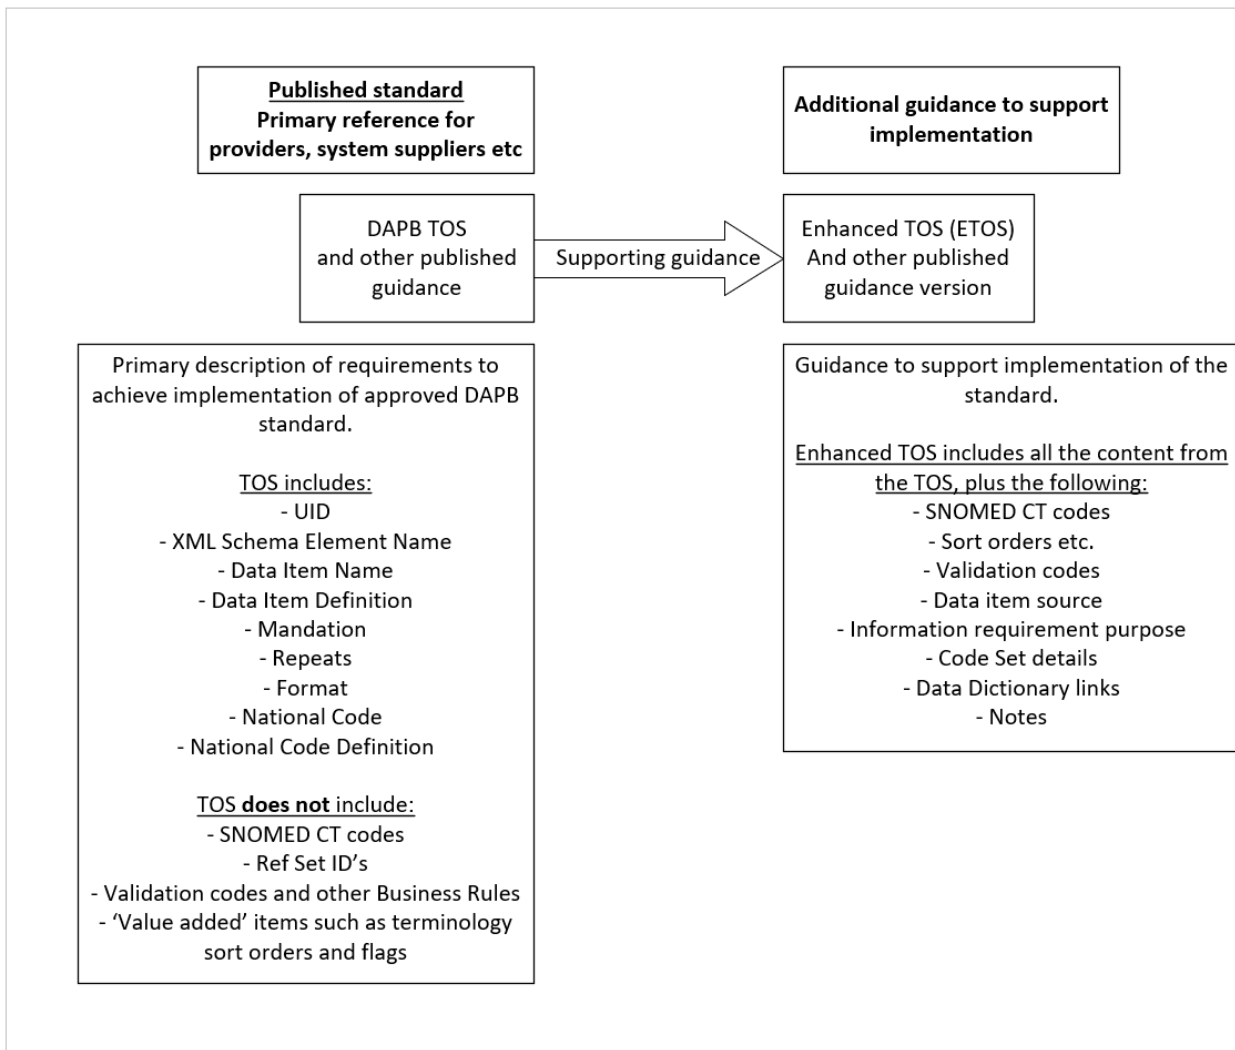 Published standard
Primary reference for
providers, system suppliers etc
Additional guidance to support
implementation
DAPB TOS
and other published
guidance
Supporting guidance
Enhanced TOS (ETOS)
And other published
guidance version
Primary description of requirements to
achieve implementation of approved DAPB
standard.
TOS includes:
- UID
- XML Schema Element Name
- Data Item Name
- Data Item Definition
- Mandation
- Repeats
- Format
- National Code
- National Code Definition
TOS does not include:
- SNOMED CT codes
- Ref Set ID’s
- Validation codes and other Business Rules
- ‘Value added’ items such as terminology
sort orders and flags
Guidance to support implementation of the
standard.
Enhanced TOS includes all the content from
the TOS, plus the following:
- SNOMED CT codes
- Sort orders etc.
- Validation codes
- Data item source
- Information requirement purpose
- Code Set details
- Data Dictionary links
- Notes